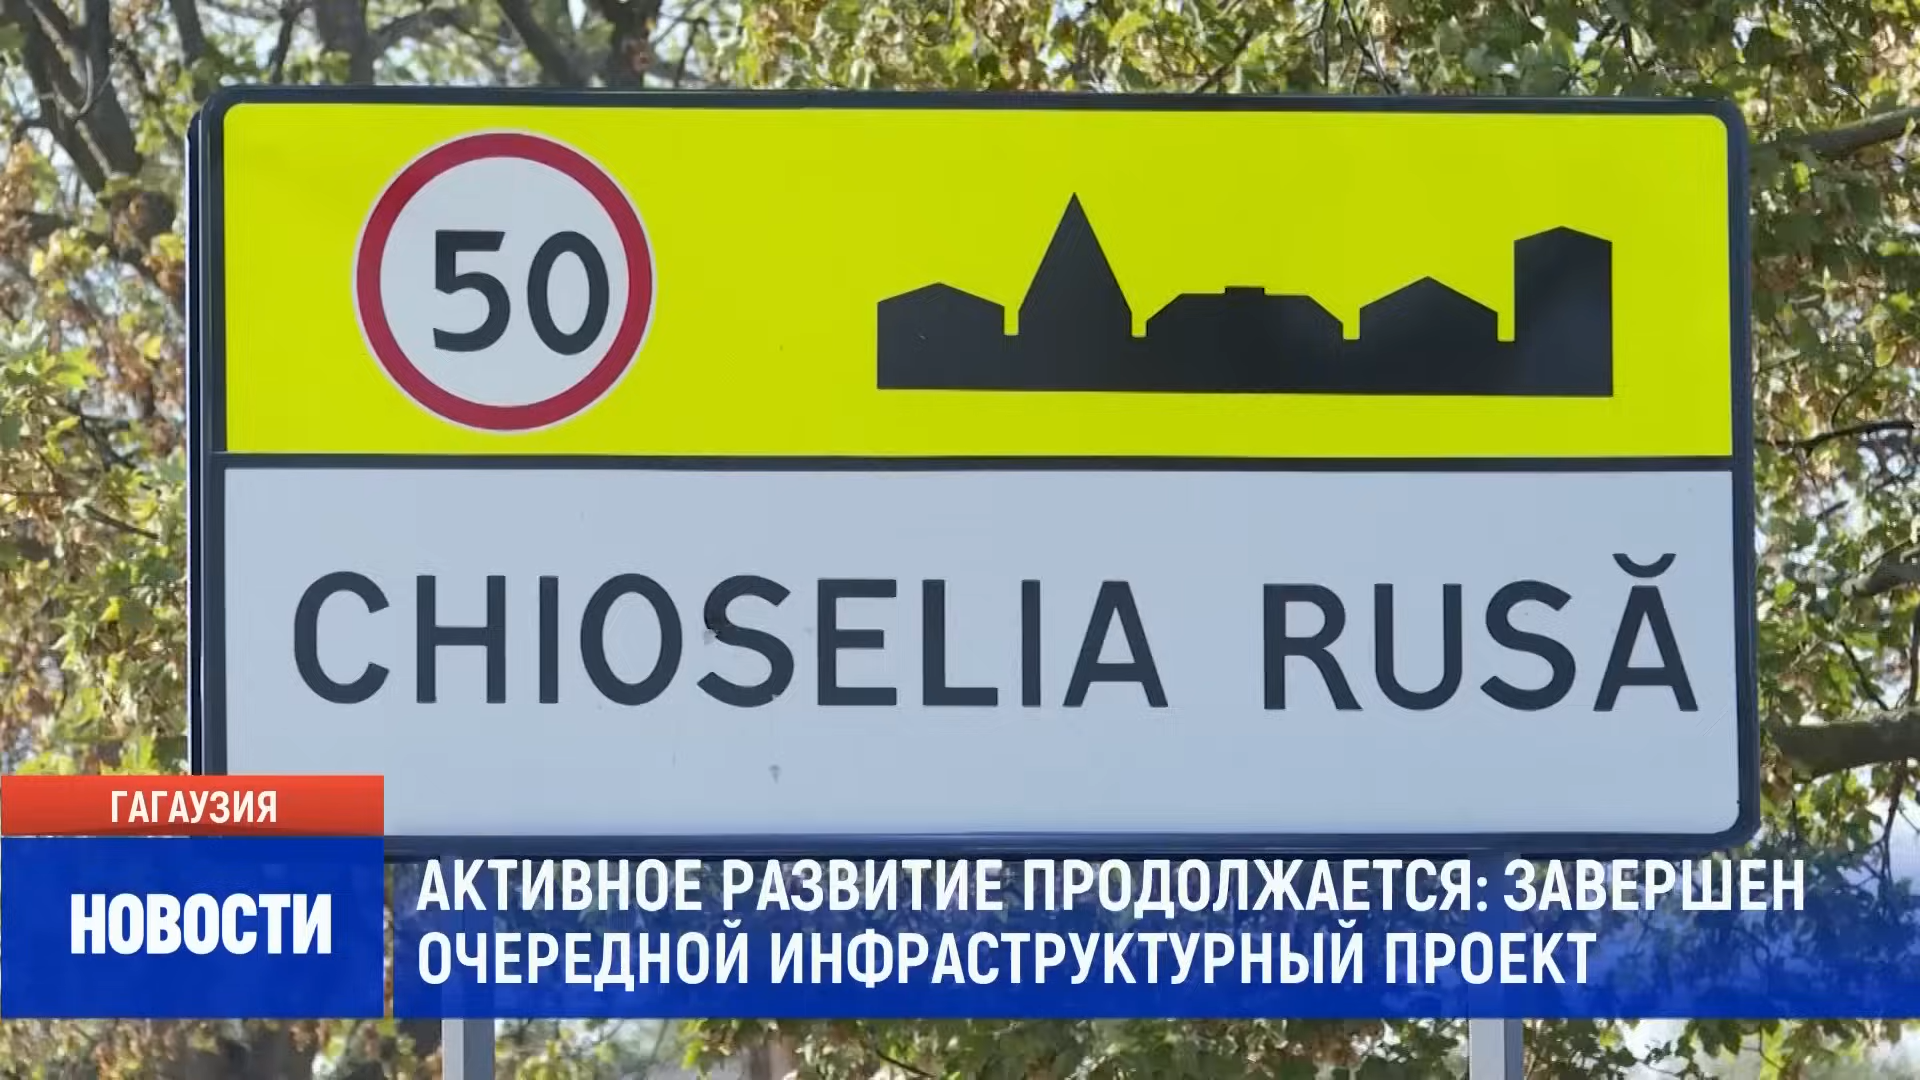 50
CHIOSELIA RUSĂ
ГАГАУЗИЯ
НОВОСТИ
АКТИВНОЕ РАЗВИТИЕ ПРОДОЛЖАЕТСЯ: ЗАВЕРШЕН
ОЧЕРЕДНОЙ ИНФРАСТРУКТУРНЫЙ ПРОЕКТ